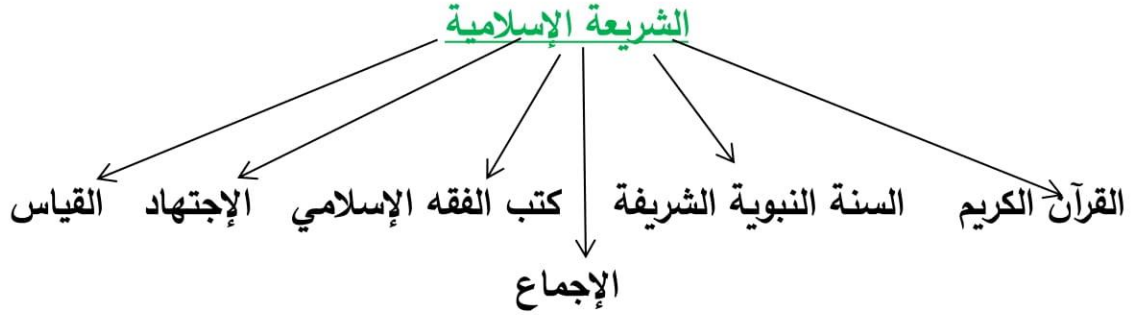 الشريعة الإسلامية
القرآن الكريم السنة النبوية الشريفة كتب الفقه الإسلامي الإجتهاد القياس
الإجماع